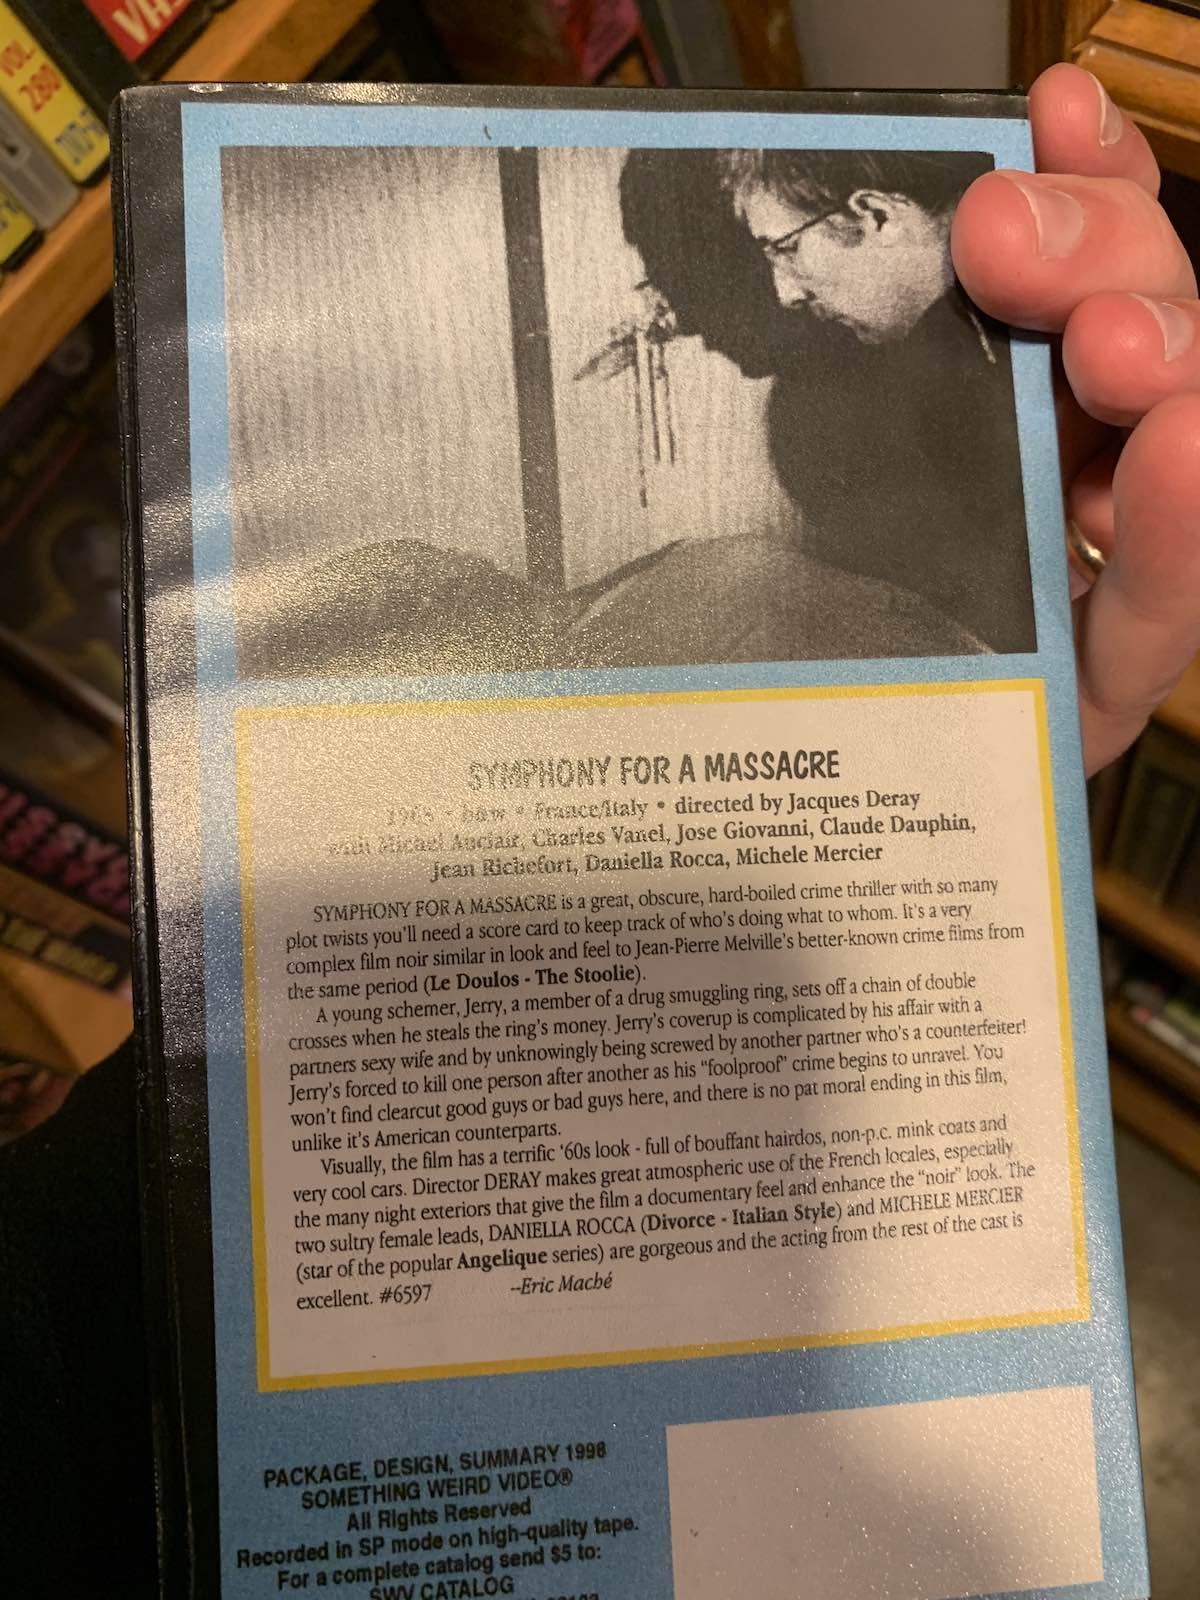 VHS
VOL.
280
SYMPHONY FOR A MASSACRE
b&w • France/Italy • directed by Jacques Deray
with Michel Auclair, Charles Vanel, Jose Giovanni, Claude Dauphin,
Jean Richefort, Daniella Rocca, Michele Mercier
SYMPHONY FOR A MASSACRE is a great, obscure, hard-boiled crime thriller with so many
plot twists you'll need a score card to keep track of who's doing what to whom. It's a very
complex film noir similar in look and feel to Jean-Pierre Melville's better-known crime films from
the same period (Le Doulos - The Stoolie).
A young schemer, Jerry, a member of a drug smuggling ring, sets off a chain of double
crosses when he steals the ring's money. Jerry's coverup is complicated by his affair with a
partners sexy wife and by unknowingly being screwed by another partner who's a counterfeiter!
Jerry's forced to kill one person after another as his "foolproof" crime begins to unravel. You
won't find clearcut good guys or bad guys here, and there is no pat moral ending in this film,
unlike it's American counterparts.
Visually, the film has a terrific '60s look - full of bouffant hairdos, non-p.c. mink coats and
very cool cars. Director DERAY makes great atmospheric use of the French locales, especially
the many night exteriors that give the film a documentary feel and enhance the "noir" look. The
two sultry female leads, DANIELLA ROCCA (Divorce - Italian Style) and MICHELE MERCIER
(star of the popular Angelique series) are gorgeous and the acting from the rest of the cast is
excellent. #6597 --Eric Maché
PACKAGE, DESIGN, SUMMARY 1998
SOMETHING WEIRD VIDEO®
All Rights Reserved
Recorded in SP mode on high-quality tape.
For a complete catalog send $5 to:
SWV CATALOG